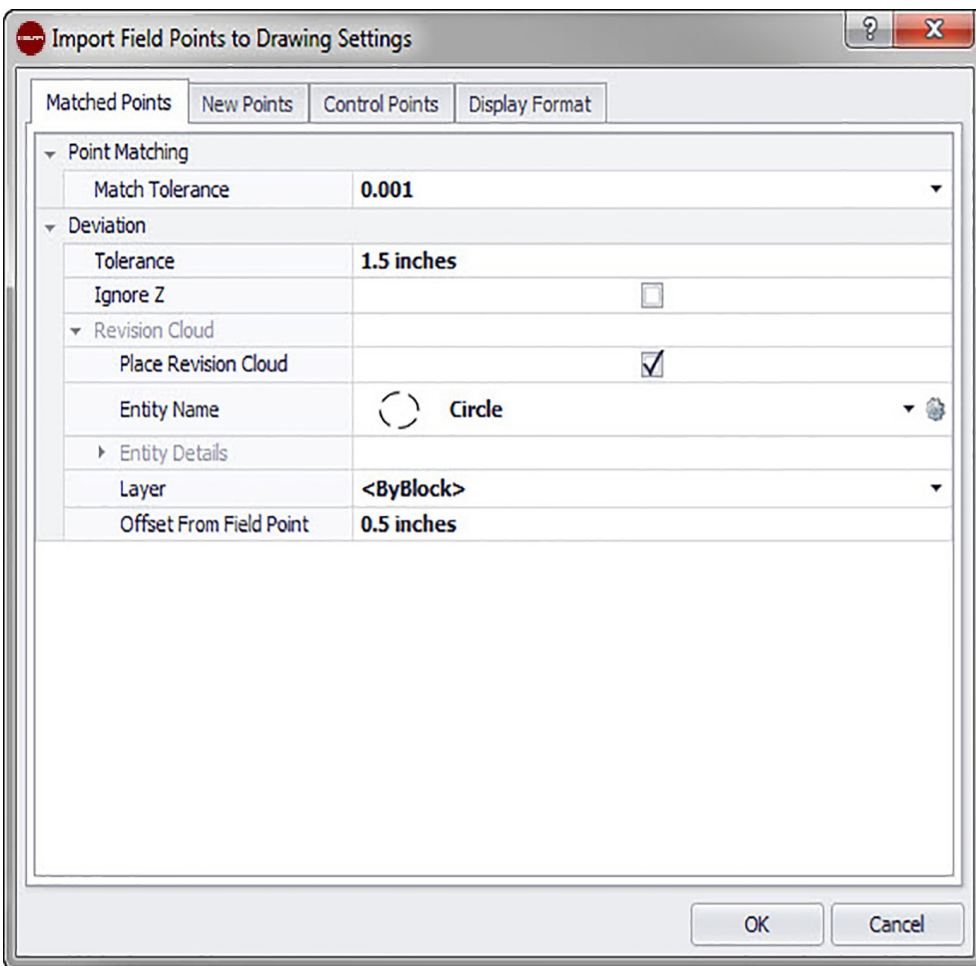 Import Field Points to Drawing Settings
?
Matched Points New Points Control Points Display Format
Point Matching
Match Tolerance 0.001
Deviation
Tolerance 1.5 inches
Ignore Z
Revision Cloud
Place Revision Cloud
Entity Name Circle
Entity Details
Layer <ByBlock>
Offset From Field Point 0.5 inches
OK Cancel